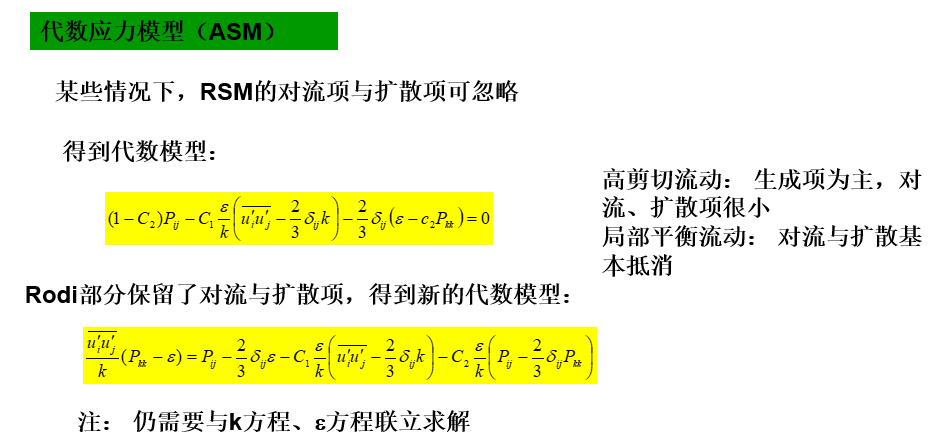 代数应力模型（ASM）
某些情况下，RSM的对流项与扩散项可忽略
得到代数模型：
$(1-C_2)P_{ij}-C_1\frac{\varepsilon}{k}\left(\overline{u_i'u_j'}-\frac{2}{3}\delta_{ij}k\right)-\frac{2}{3}\delta_{ij}(\varepsilon-c_2P_{kk})=0$
高剪切流动： 生成项为主，对
流、扩散项很小
局部平衡流动： 对流与扩散基
本抵消
Rodi部分保留了对流与扩散项，得到新的代数模型：
$\frac{\overline{u_i'u_j'}}{k}(P_{kk}-\varepsilon)=P_{ij}-\frac{2}{3}\delta_{ij}\varepsilon-C_1\frac{\varepsilon}{k}\left(\overline{u_i'u_j'}-\frac{2}{3}\delta_{ij}k\right)-C_2\frac{\varepsilon}{k}\left(P_{ij}-\frac{2}{3}\delta_{ij}P_{kk}\right)$
注： 仍需要与k方程、ε方程联立求解